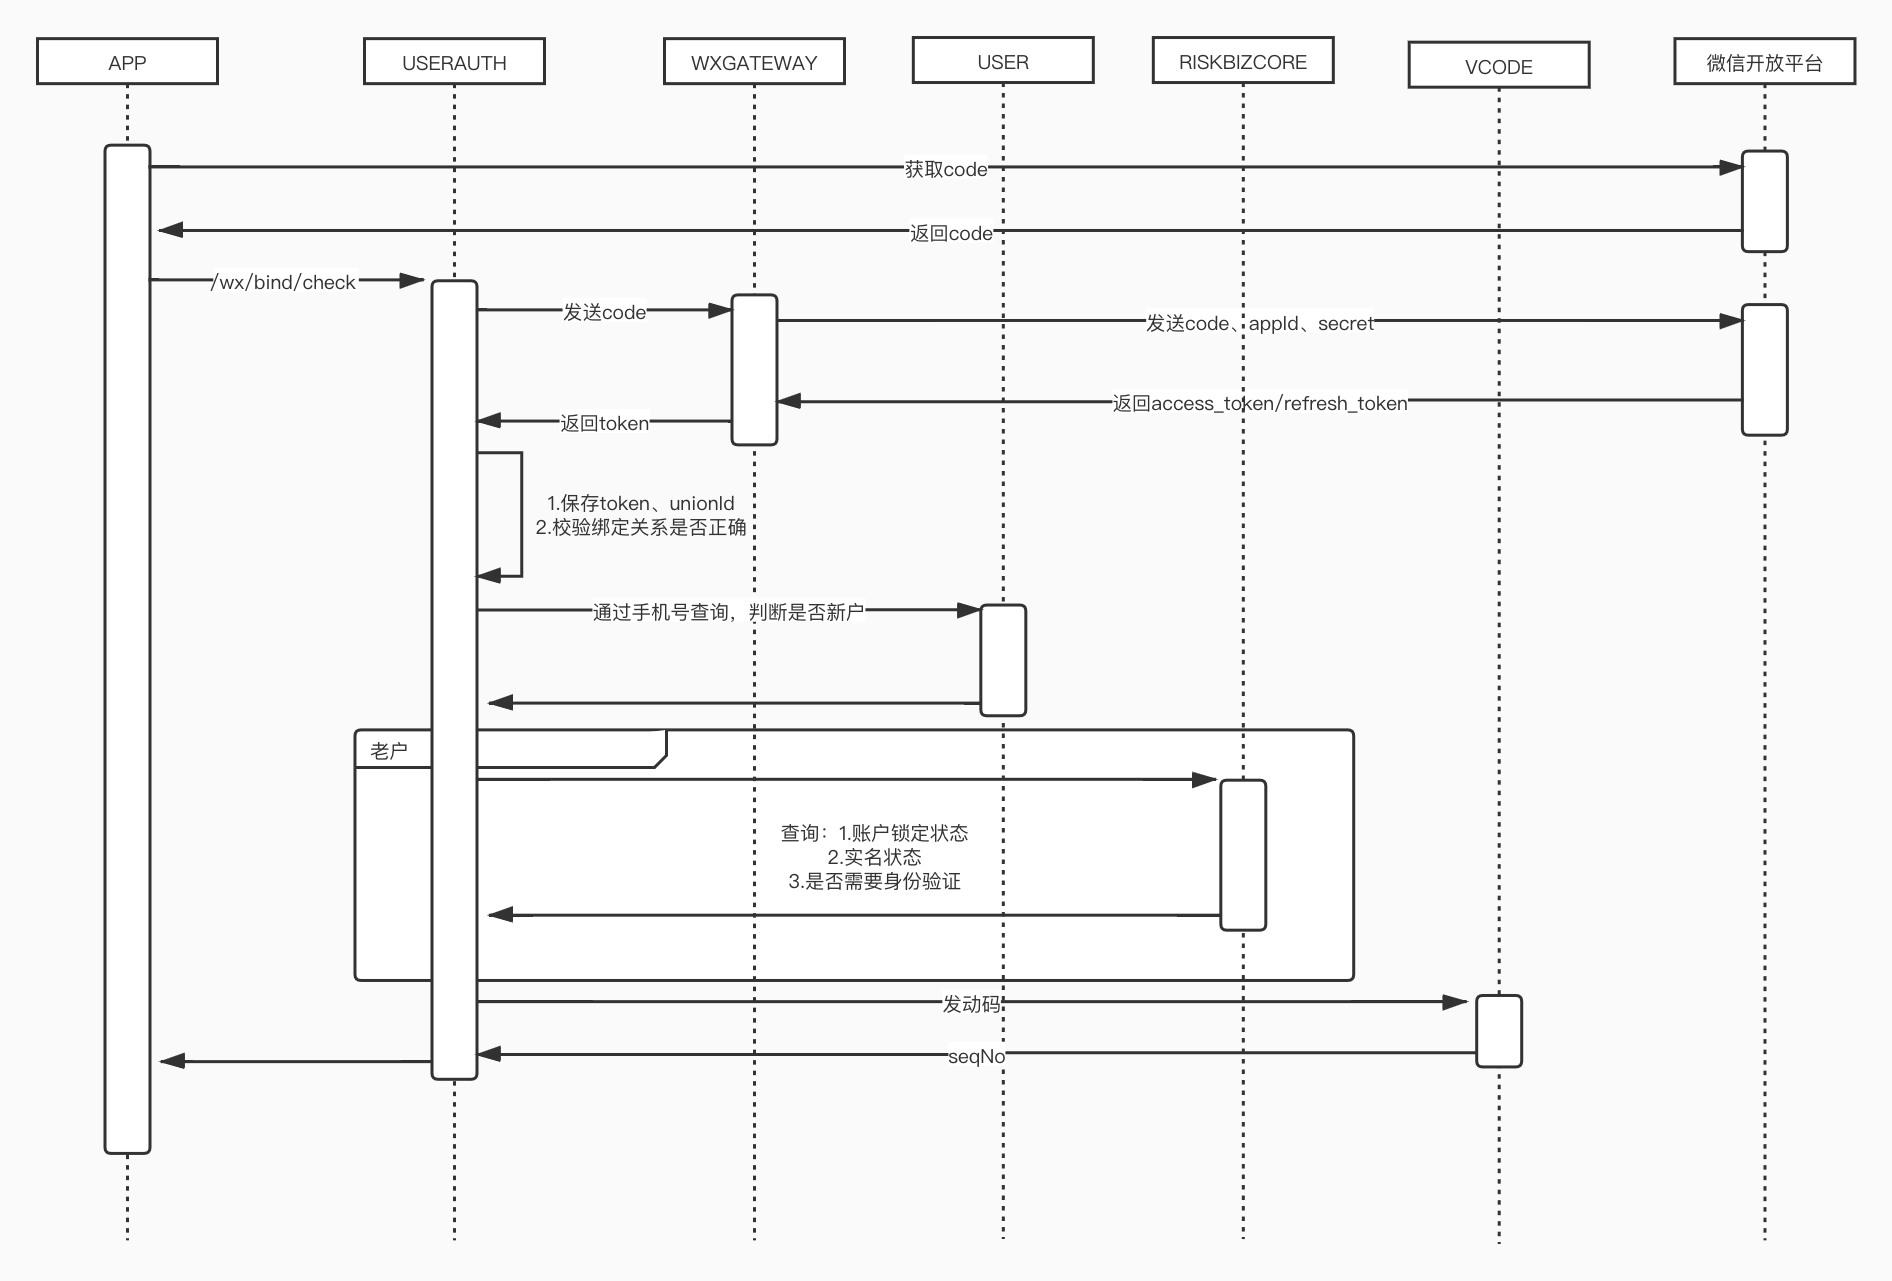 APP
USERAUTH
WXGATEWAY
USER
RISKBIZCORE
VCODE
微信开放平台
获取code
返回code
/wx/bind/check
发送code
发送code、appId、secret
返回access_token/refresh_token
返回token
1.保存token、unionId
2.校验绑定关系是否正确
通过手机号查询，判断是否新户
老户
查询：1.账户锁定状态
2.实名状态
3.是否需要身份验证
发动码
seqNo